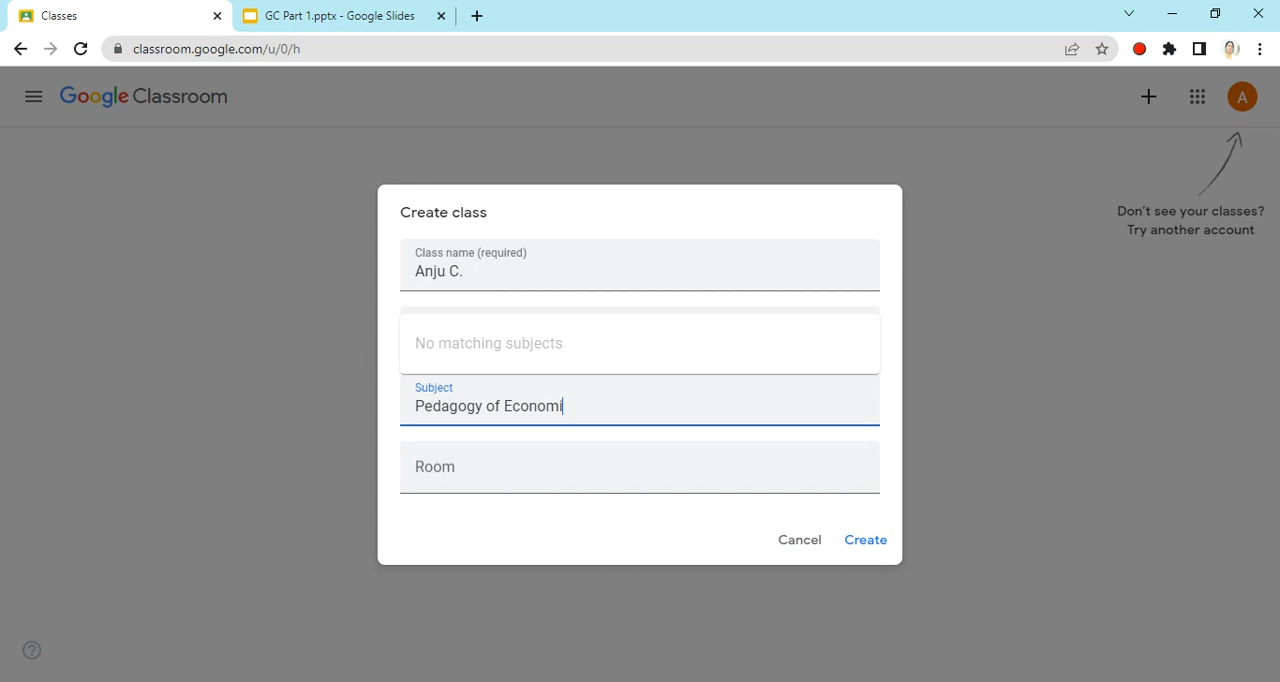 Classes
GC Part 1.pptx - Google Slides
classroom.google.com/u/0/h
Google Classroom
A
Don't see your classes?
Try another account
Create class
Class name (required)
Anju C.
No matching subjects
Subject
Pedagogy of Economi
Room
Cancel
Create